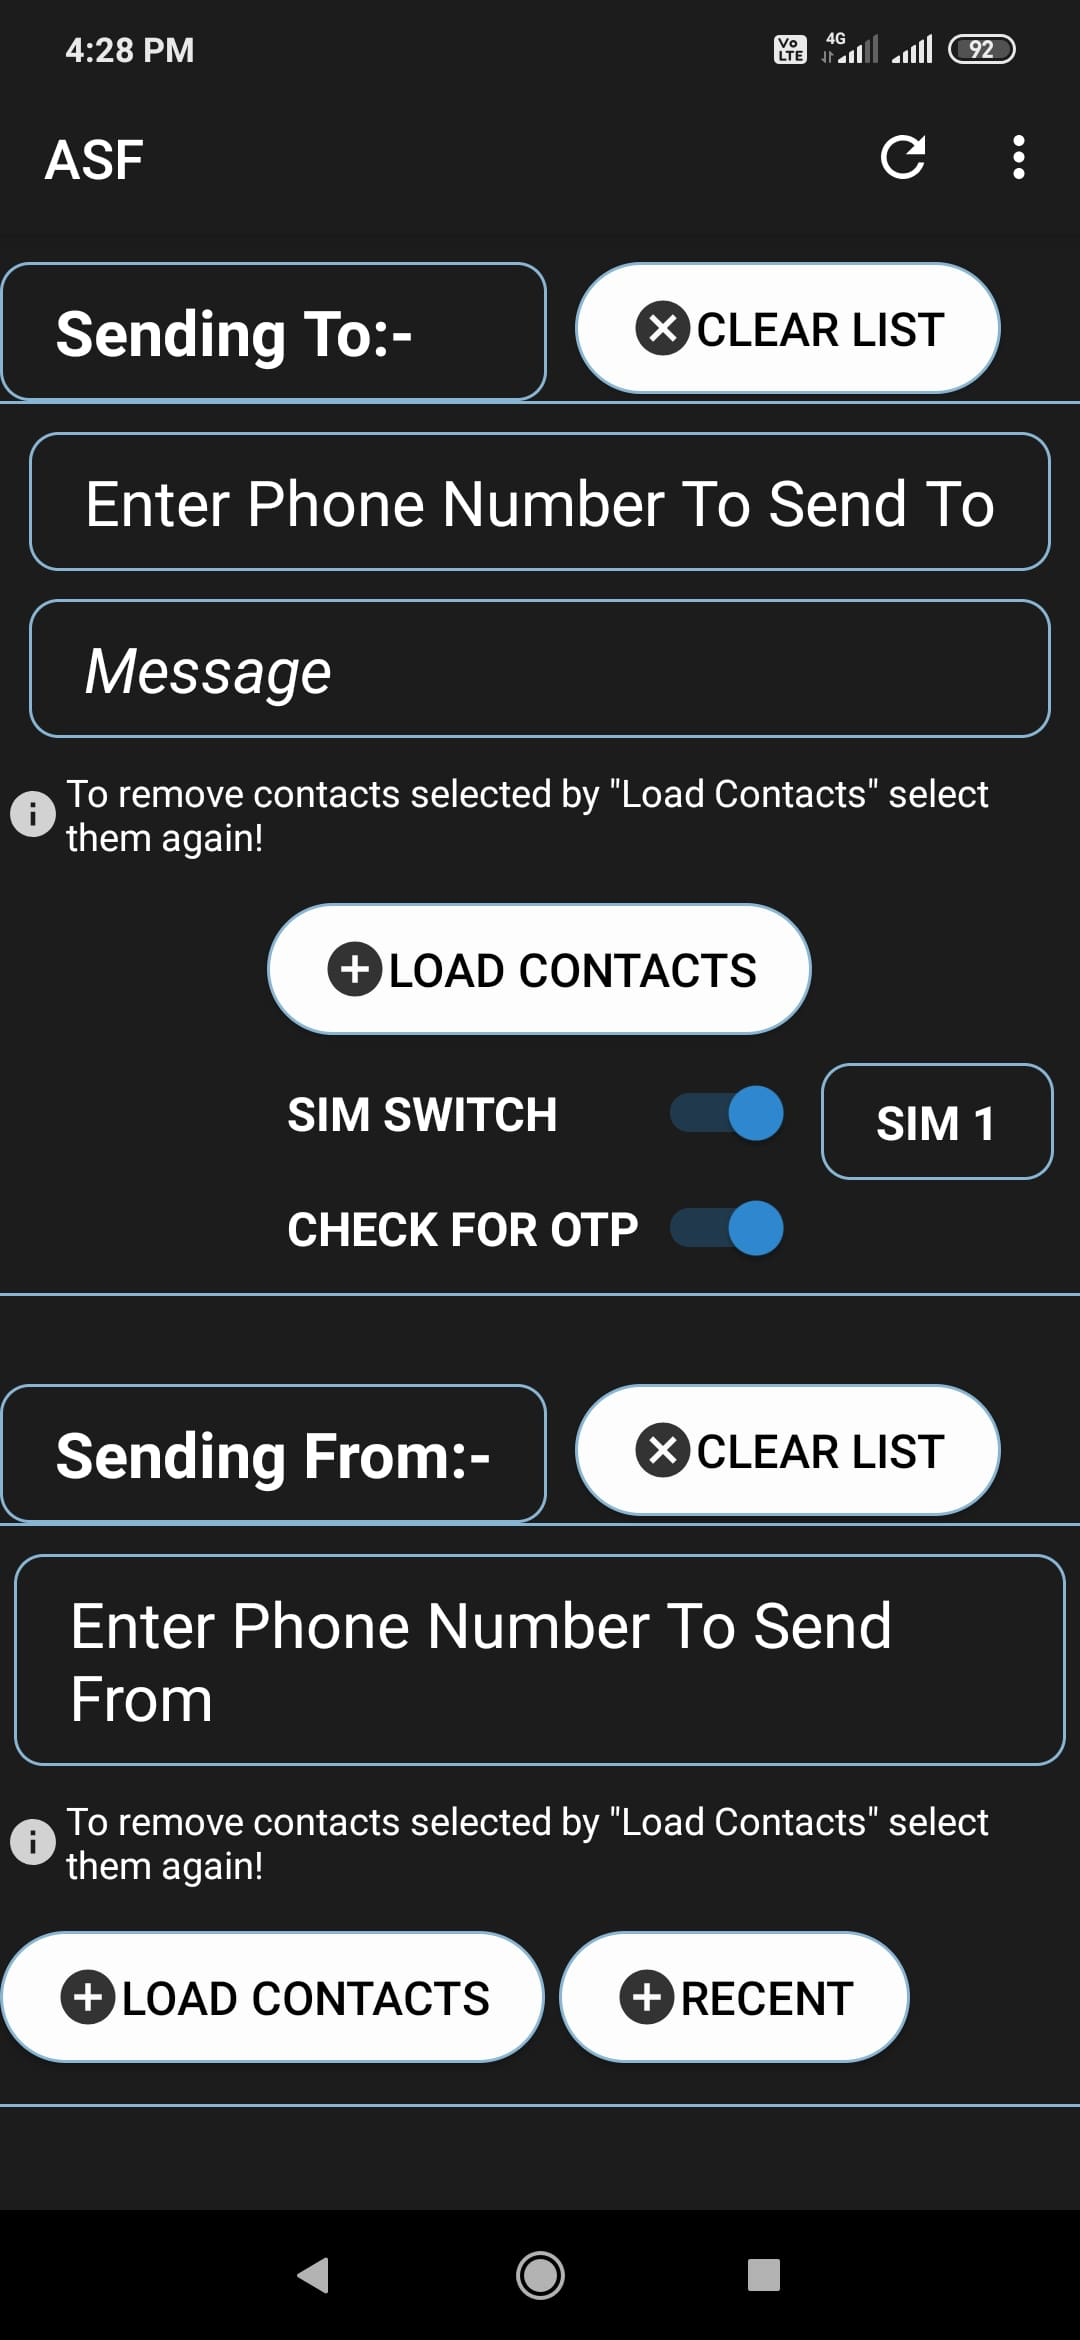 4:28 PM
Vo LTE 4G 92
ASF
Sending To:-
CLEAR LIST
Enter Phone Number To Send To
Message
To remove contacts selected by "Load Contacts" select
them again!
LOAD CONTACTS
SIM SWITCH
SIM 1
CHECK FOR OTP
Sending From:-
CLEAR LIST
Enter Phone Number To Send
From
To remove contacts selected by "Load Contacts" select
them again!
LOAD CONTACTS
RECENT